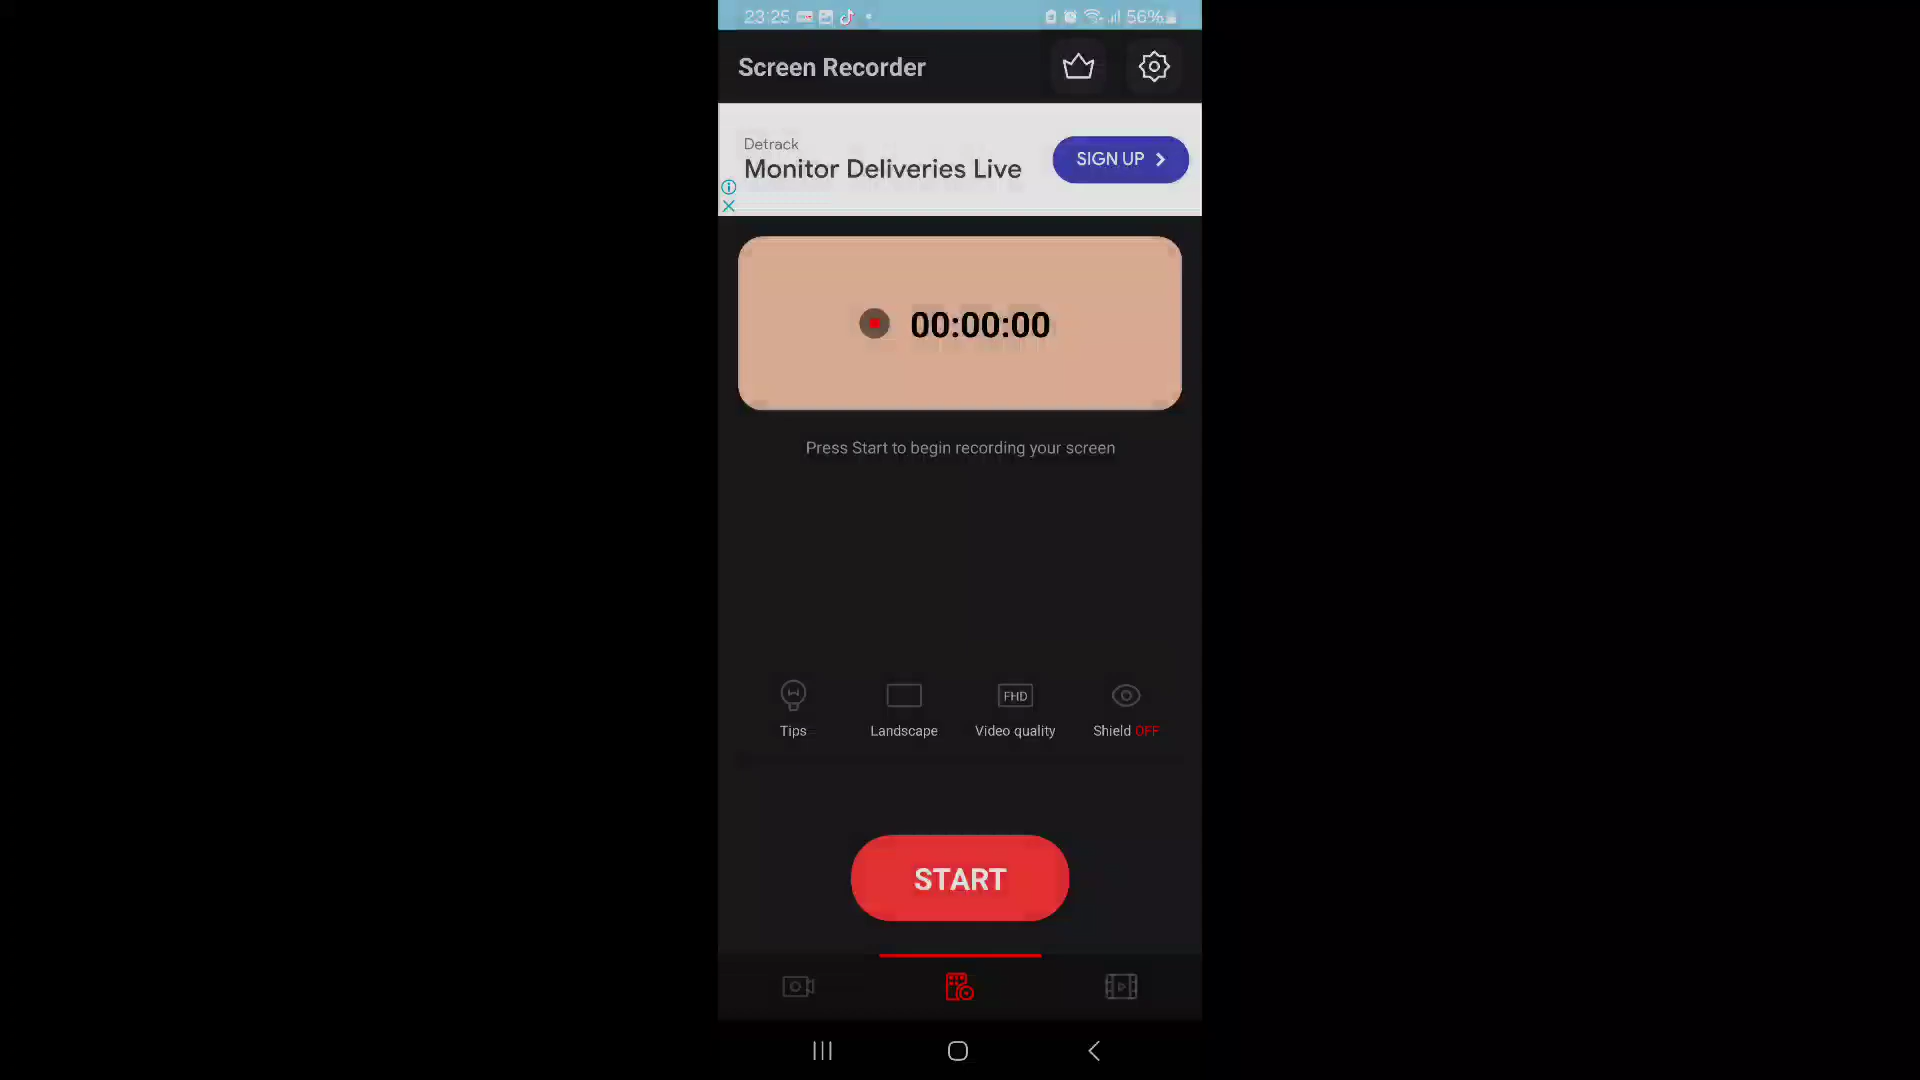 23:25
56%
Screen Recorder
Detrack
Monitor Deliveries Live
SIGN UP
00:00:00
Press Start to begin recording your screen
FHD
Tips
Landscape
Video quality
Shield OFF
START